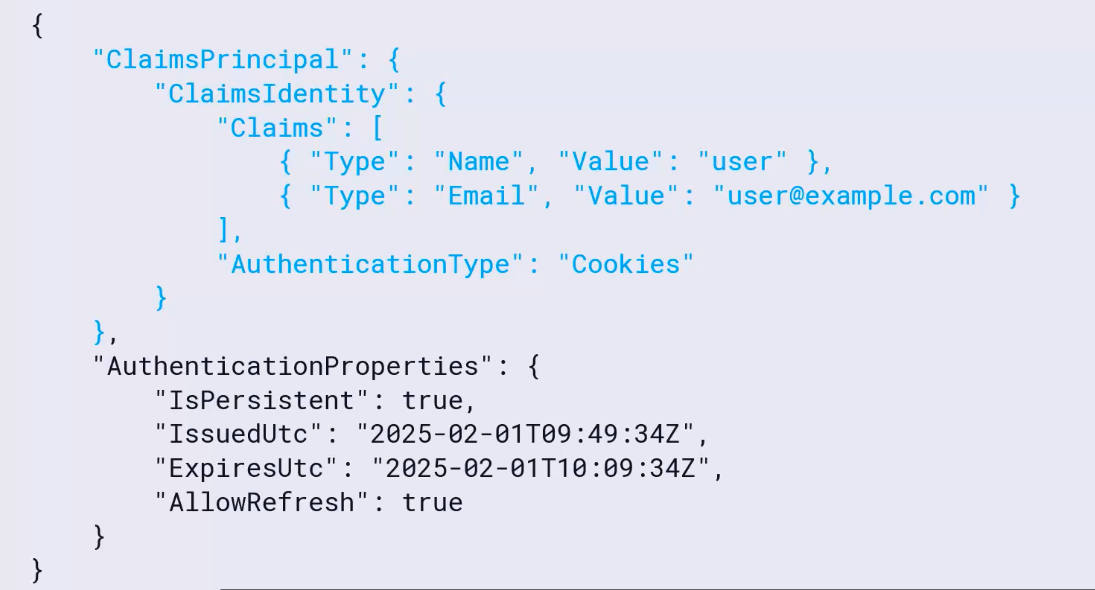 {
"ClaimsPrincipal": {
"ClaimsIdentity": {
"Claims": [
{ "Type": "Name", "Value": "user" },
{ "Type": "Email", "Value": "user@example.com" }
],
"AuthenticationType": "Cookies"
}
},
"AuthenticationProperties": {
"IsPersistent": true,
"IssuedUtc": "2025-02-01T09:49:34Z",
"ExpiresUtc": "2025-02-01T10:09:34Z",
"AllowRefresh": true
}
}